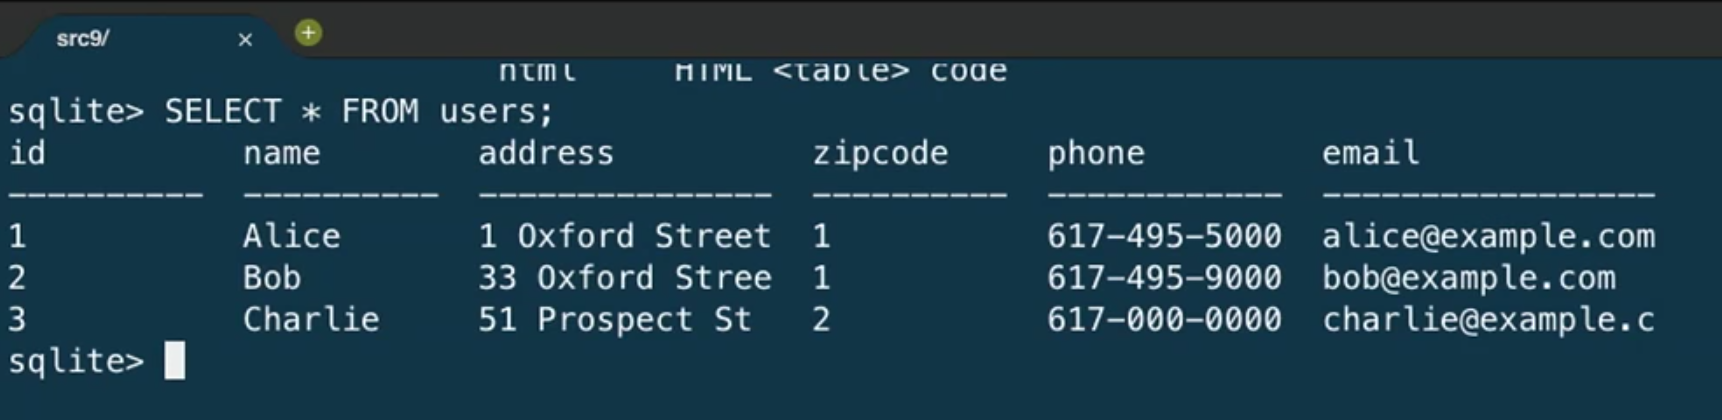 src9/ × +
html HTML <table> code
sqlite> SELECT * FROM users;
id name address zipcode phone email
---------- ---------- --------------- ---------- ------------ -----------------
1 Alice 1 Oxford Street 1 617-495-5000 alice@example.com
2 Bob 33 Oxford Stree 1 617-495-9000 bob@example.com
3 Charlie 51 Prospect St 2 617-000-0000 charlie@example.c
sqlite>